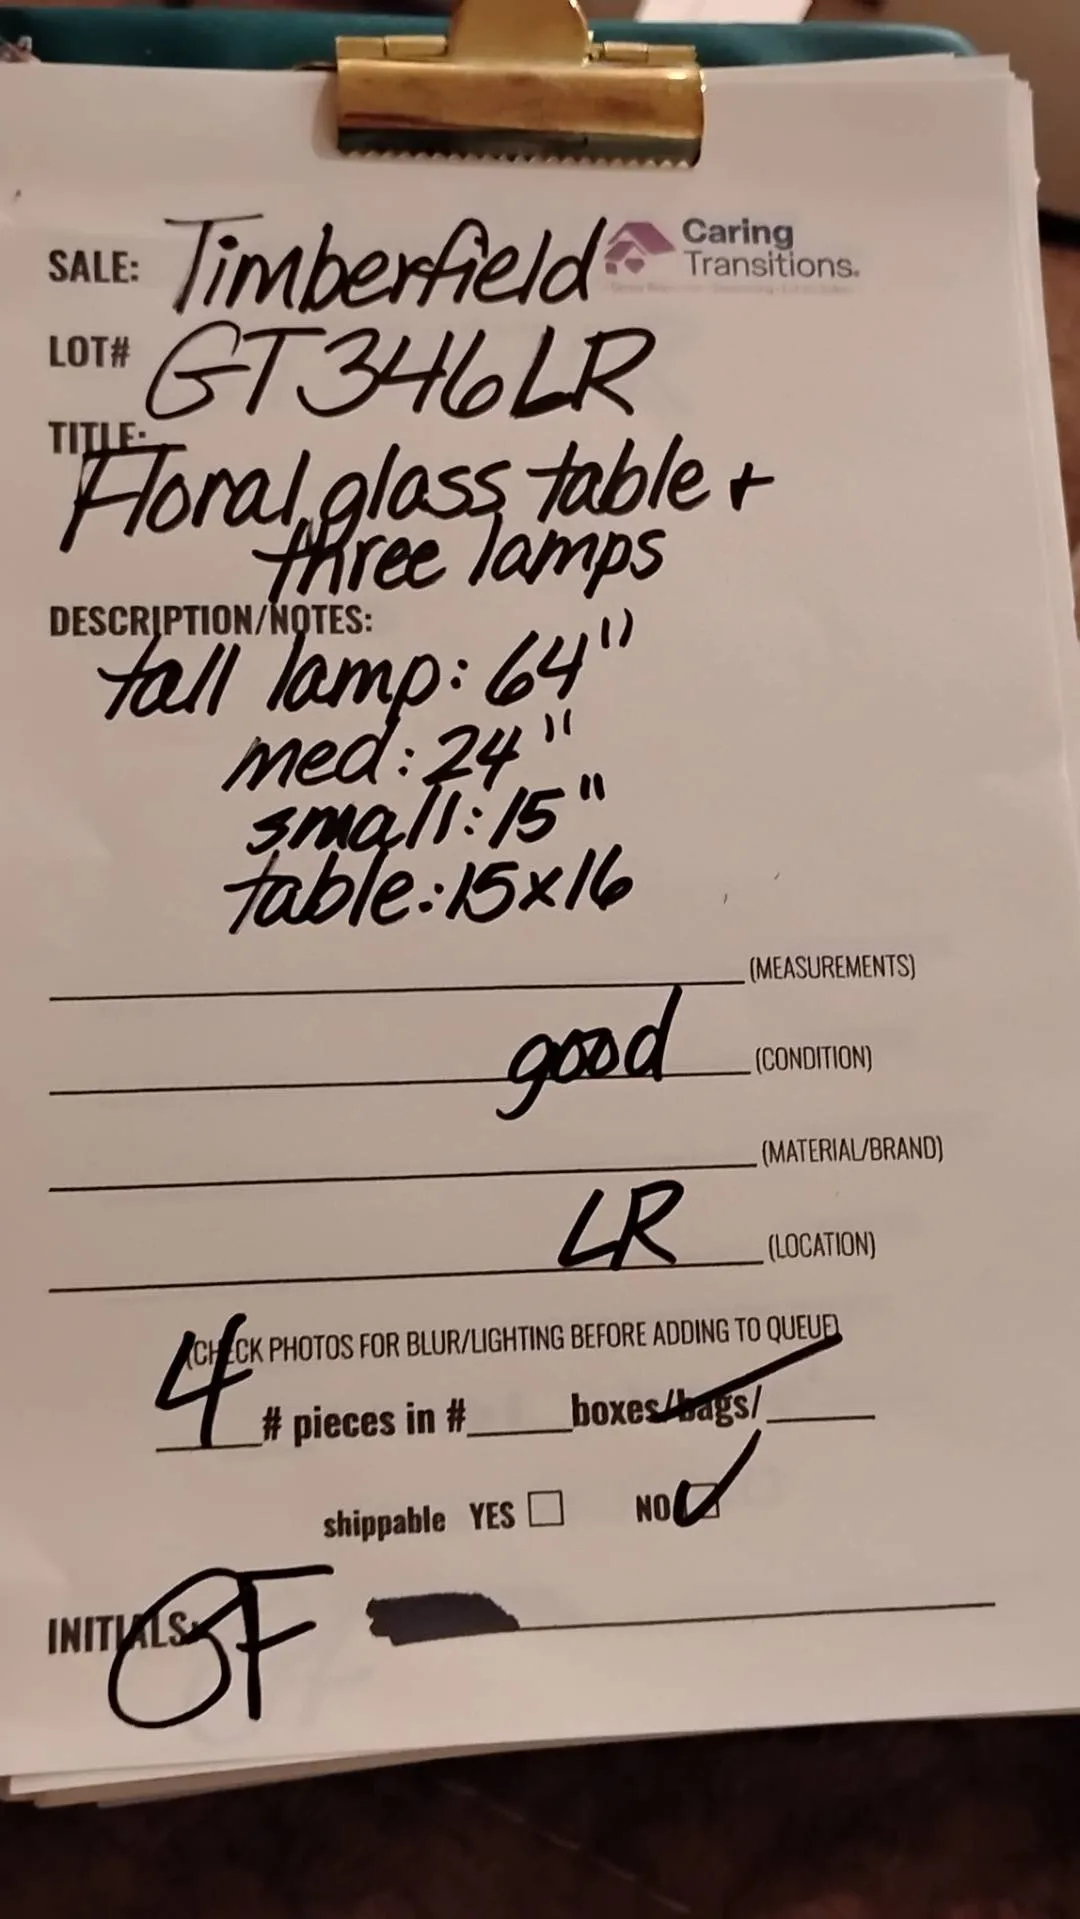 SALE: Timberfield
Caring
Transitions.
LOT# GT346LR
TITLE:
Floral glass table +
three lamps
DESCRIPTION/NOTES:
tall lamp: 64"
med: 24"
small: 15"
table: 15x16
(MEASUREMENTS)
good (CONDITION)
(MATERIAL/BRAND)
LR (LOCATION)
(CHECK PHOTOS FOR BLUR/LIGHTING BEFORE ADDING TO QUEUE)
4 # pieces in # boxes/bags/
shippable YES NO
INITIALS: